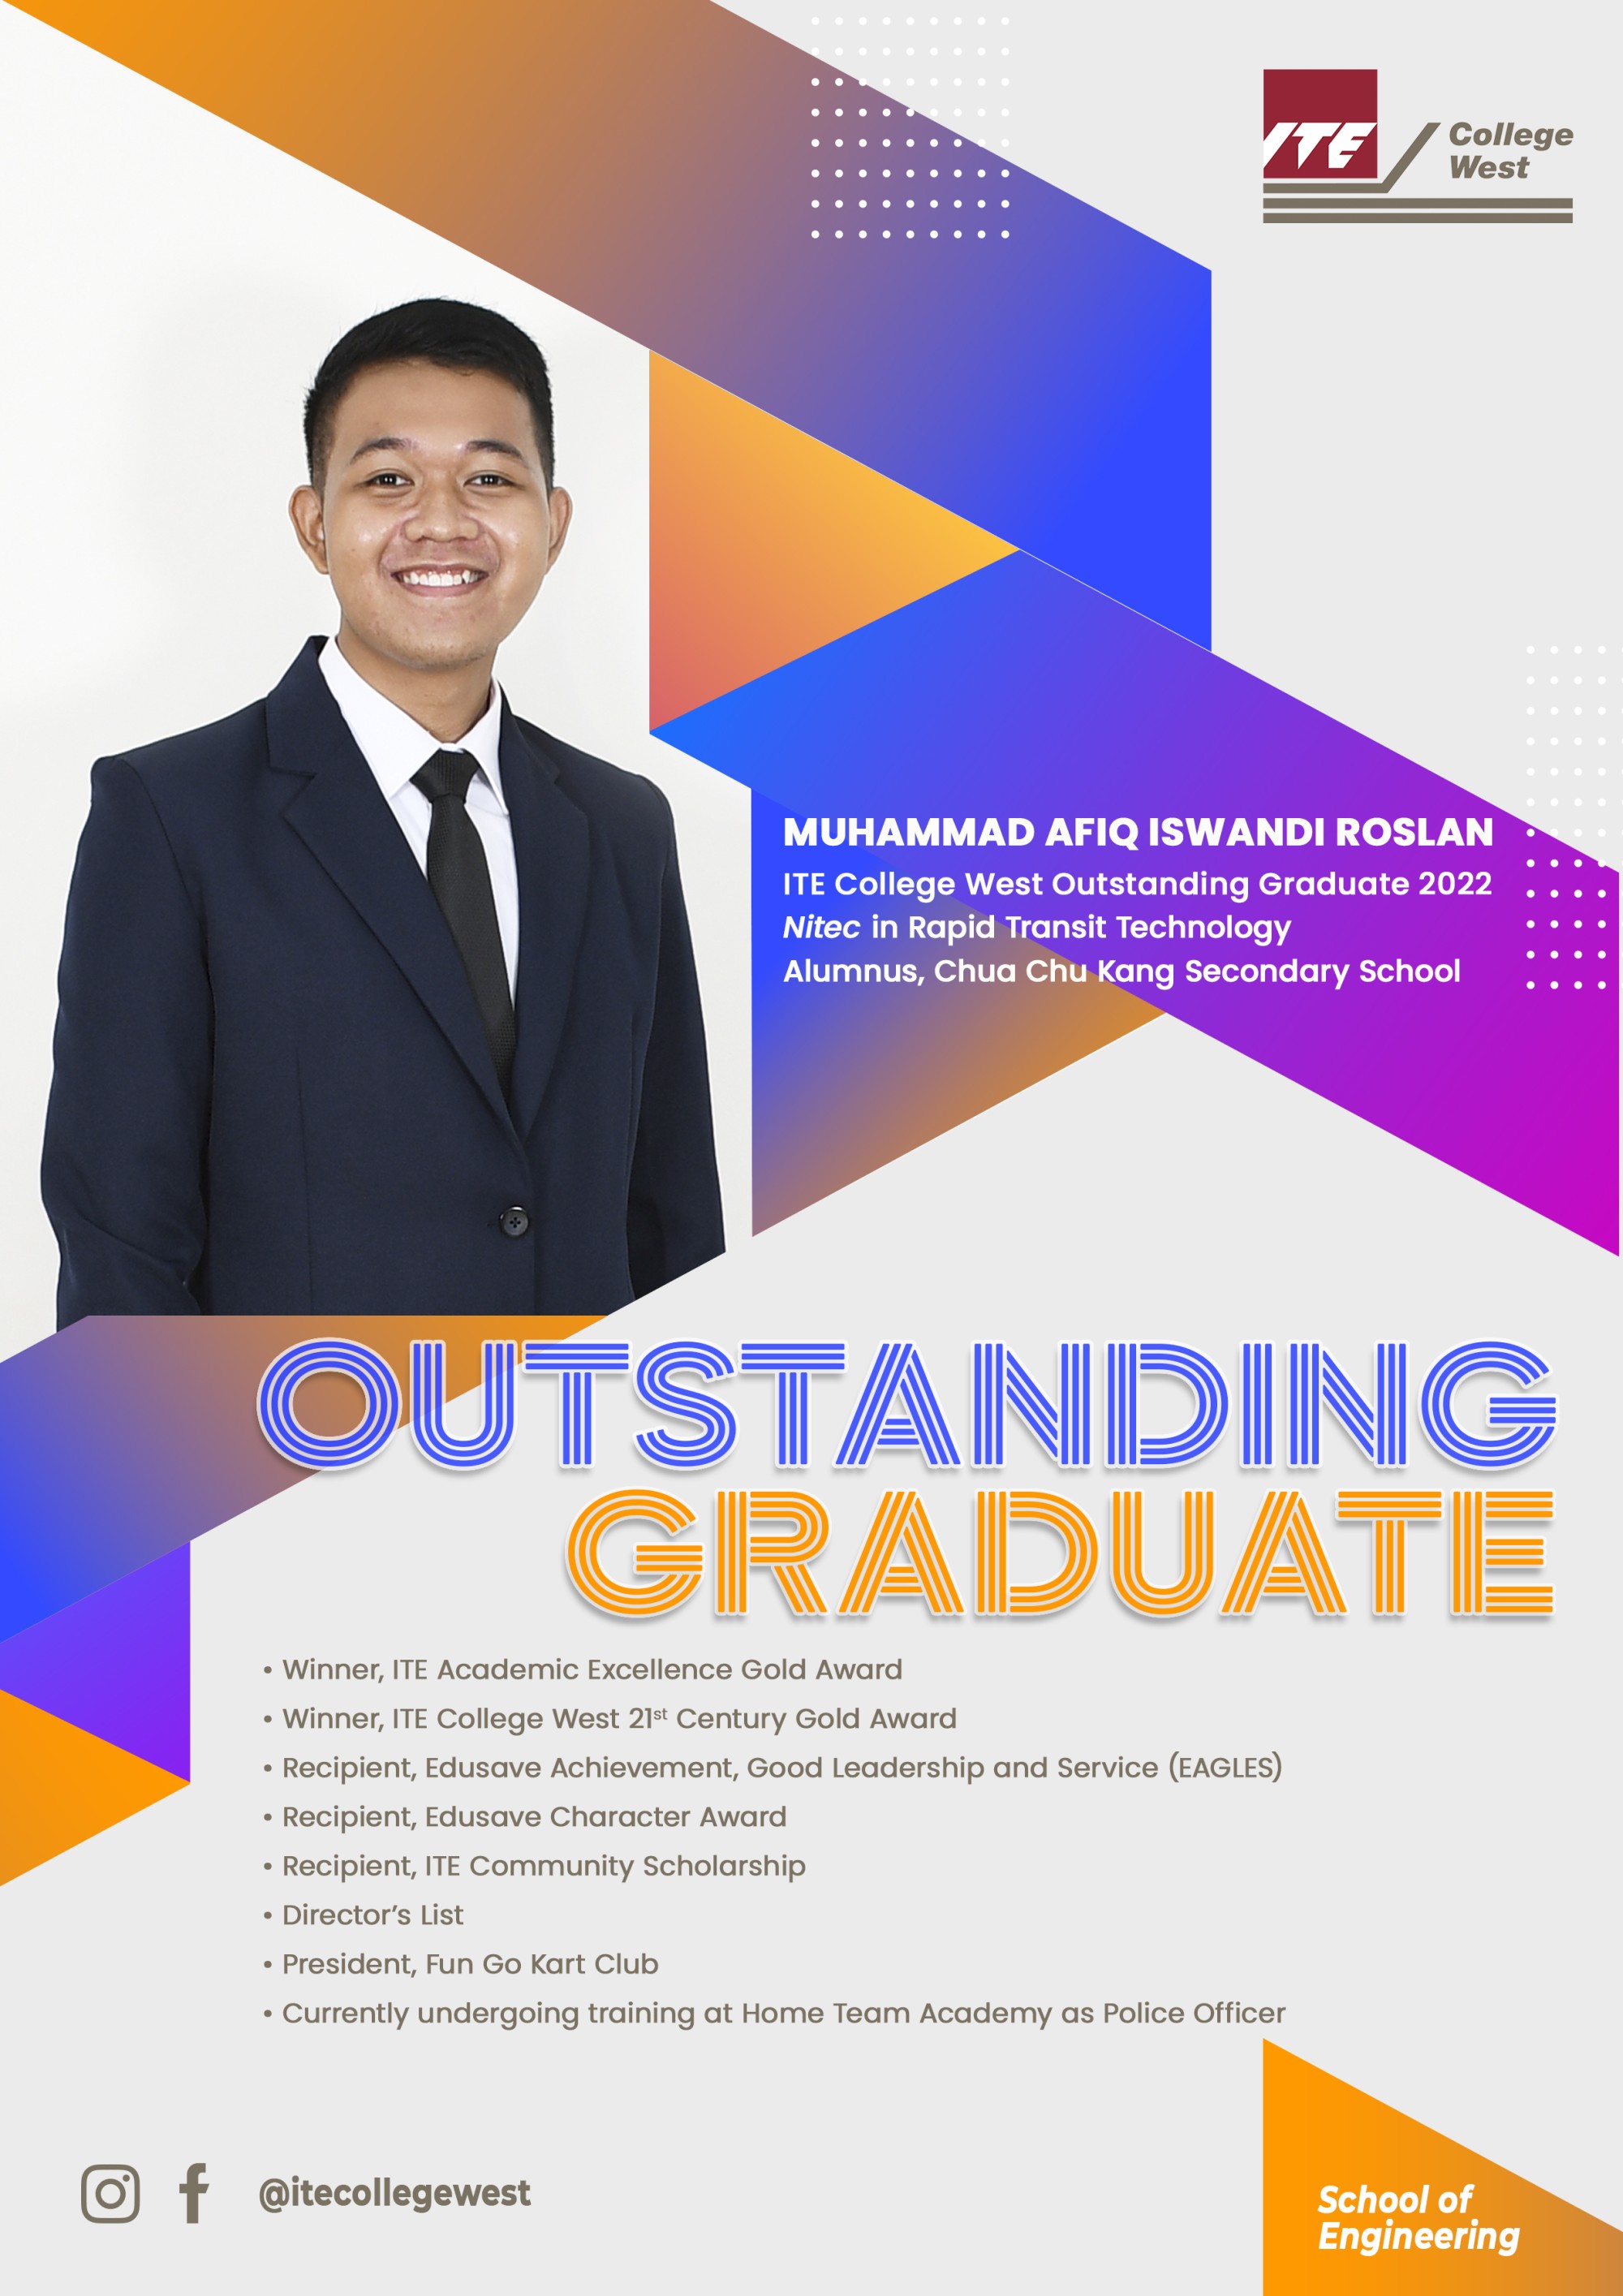 ITE College
West
MUHAMMAD AFIQ ISWANDI ROSLAN
ITE College West Outstanding Graduate 2022
Nitec in Rapid Transit Technology
Alumnus, Chua Chu Kang Secondary School
OUTSTANDING
GRADUATE
• Winner, ITE Academic Excellence Gold Award
• Winner, ITE College West 21st Century Gold Award
• Recipient, Edusave Achievement, Good Leadership and Service (EAGLES)
• Recipient, Edusave Character Award
• Recipient, ITE Community Scholarship
• Director’s List
• President, Fun Go Kart Club
• Currently undergoing training at Home Team Academy as Police Officer
@itecollegewest
School of
Engineering